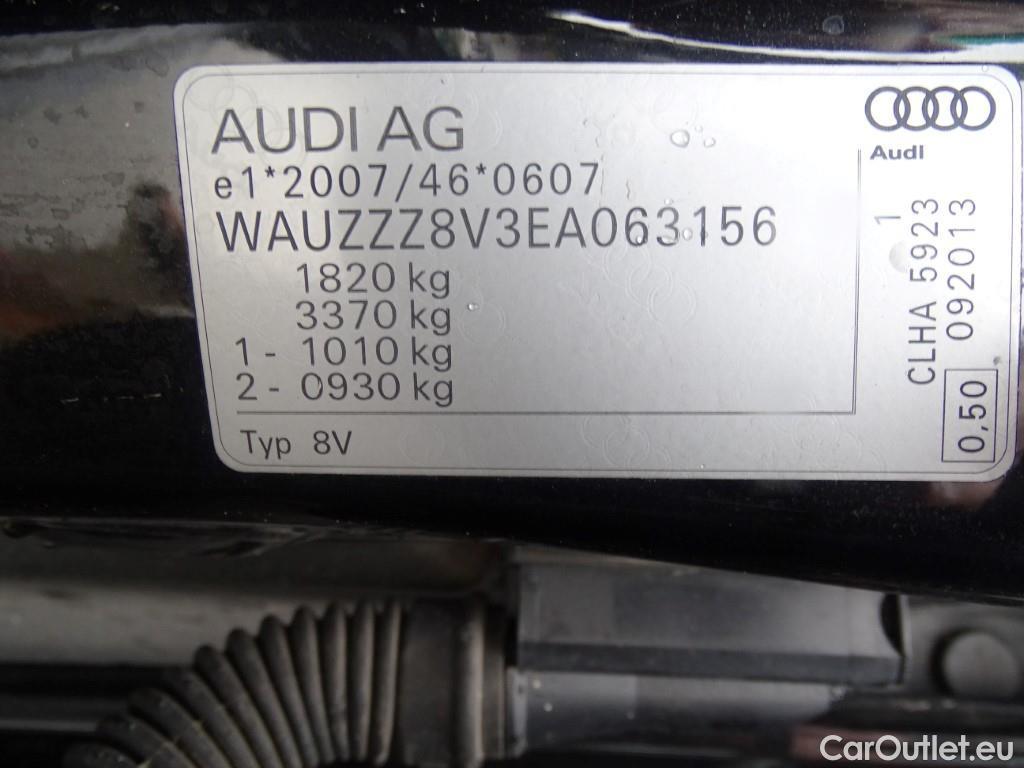 AUDI AG
e1*2007/46*0607
WAUZZZ8V3EA063156
1820 kg
3370 kg
1 - 1010 kg
2 - 0930 kg
Typ 8V
Audi
1
CLHA 5923
092013
0,50
CarOutlet.eu